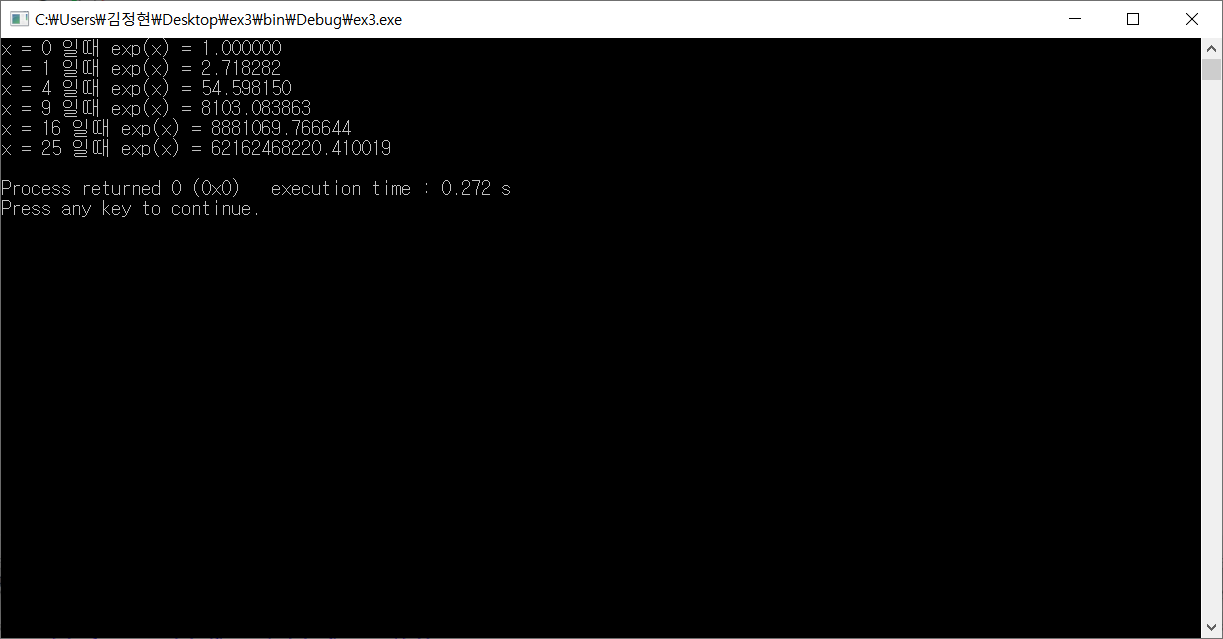 C:₩Users₩김정현₩Desktop₩ex3₩bin₩Debug₩ex3.exe
x = 0 일때 exp(x) = 1.000000
x = 1 일때 exp(x) = 2.718282
x = 4 일때 exp(x) = 54.598150
x = 9 일때 exp(x) = 8103.083863
x = 16 일때 exp(x) = 8881069.766644
x = 25 일때 exp(x) = 62162468220.410019
Process returned 0 (0x0)   execution time : 0.272 s
Press any key to continue.